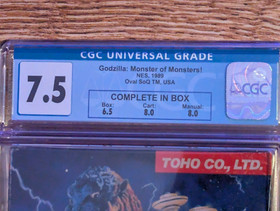 CGC UNIVERSAL GRADE
7.5
Godzilla: Monster of Monsters!
NES, 1989
Oval SoQ TM, USA
COMPLETE IN BOX
Box: Cart: Manual:
6.5 8.0 8.0
CGC
TOHO CO., LTD.